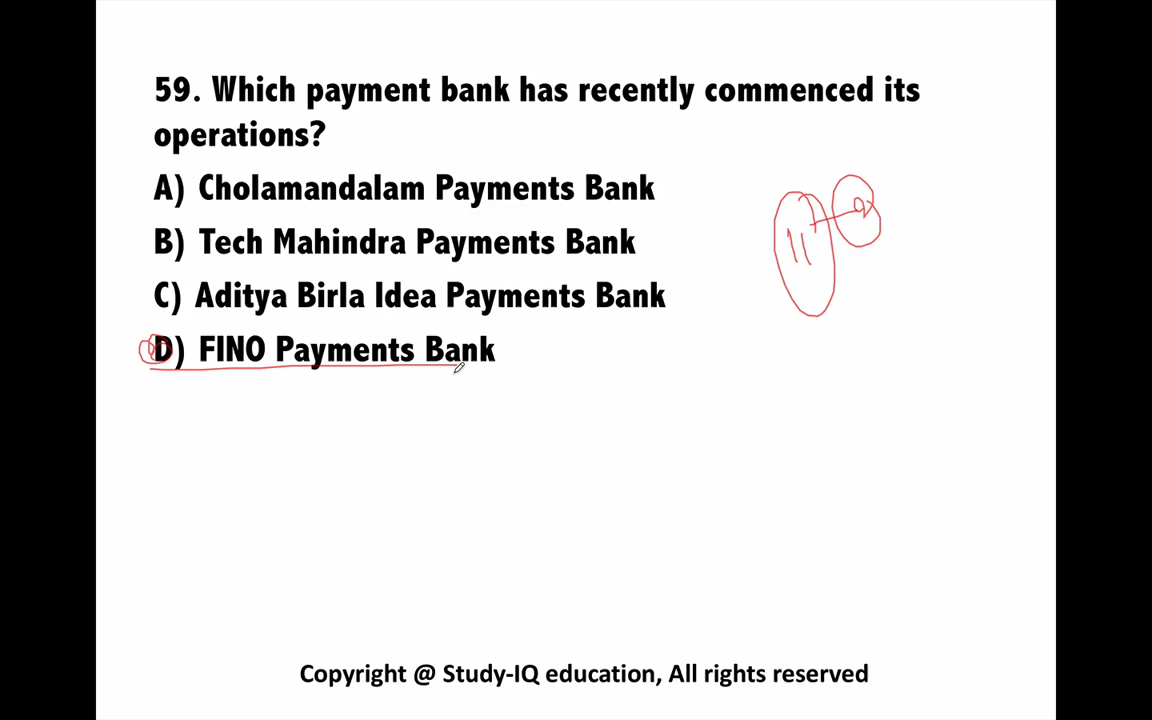 59. Which payment bank has recently commenced its
operations?
A) Cholamandalam Payments Bank
B) Tech Mahindra Payments Bank
C) Aditya Birla Idea Payments Bank
D) FINO Payments Bank
11
Copyright @ Study-IQ education, All rights reserved